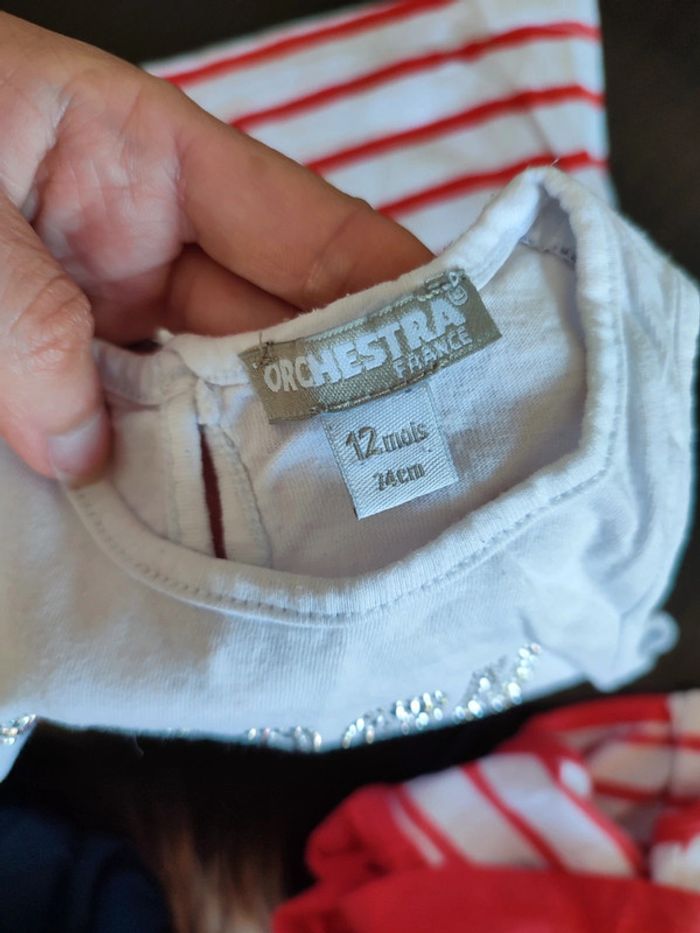 ORCHESTRA
FRANCE
12 mois
74cm